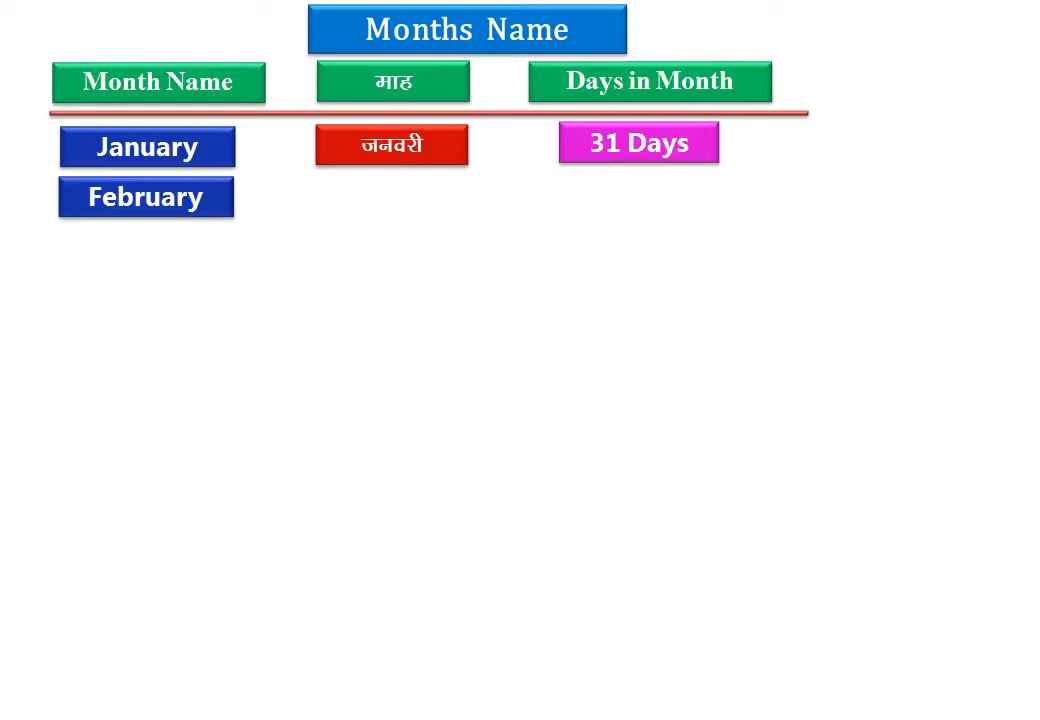 Months Name
Month Name माह Days in Month
January जनवरी 31 Days
February